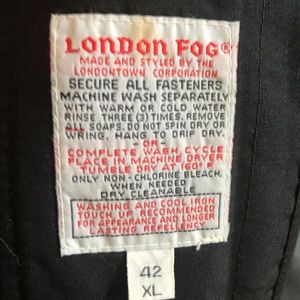 LONDON FOG®
MADE AND STYLED BY THE
LONDONTOWN CORPORATION
SECURE ALL FASTENERS
MACHINE WASH SEPARATELY
WITH WARM OR COLD WATER
RINSE THREE (3) TIMES. REMOVE
ALL SOAPS. DO NOT SPIN DRY OR
WRING. HANG TO DRIP DRY.
-OR-
COMPLETE WASH CYCLE
PLACE IN MACHINE DRYER
TUMBLE DRY AT 160° F
ONLY NON-CHLORINE BLEACH,
WHEN NEEDED
DRY CLEANABLE
WASHING AND COOL IRON
TOUCH UP RECOMMENDED
FOR APPEARANCE AND LONGER
LASTING REPELLENCY
42
XL